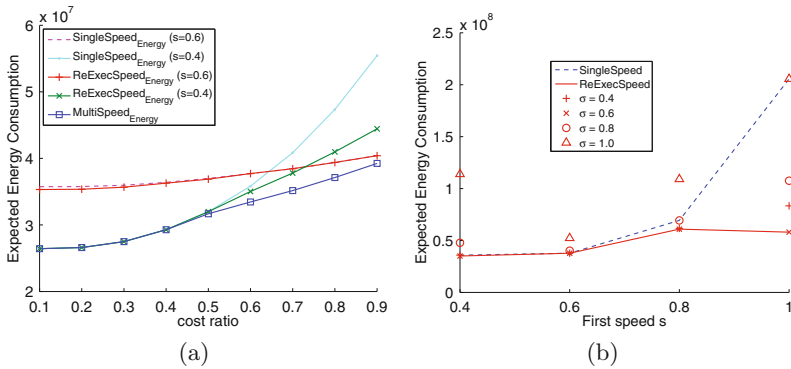 x 10^7
6
5
4
3
2
Expected Energy Consumption
SingleSpeed_Energy (s=0.6)
SingleSpeed_Energy (s=0.4)
ReExecSpeed_Energy (s=0.6)
ReExecSpeed_Energy (s=0.4)
MultiSpeed_Energy
0.1 0.2 0.3 0.4 0.5 0.6 0.7 0.8 0.9
cost ratio
(a)
x 10^8
2.5
2
1.5
1
0.5
0
Expected Energy Consumption
SingleSpeed
ReExecSpeed
σ = 0.4
σ = 0.6
σ = 0.8
σ = 1.0
0.4 0.6 0.8 1
First speed s
(b)